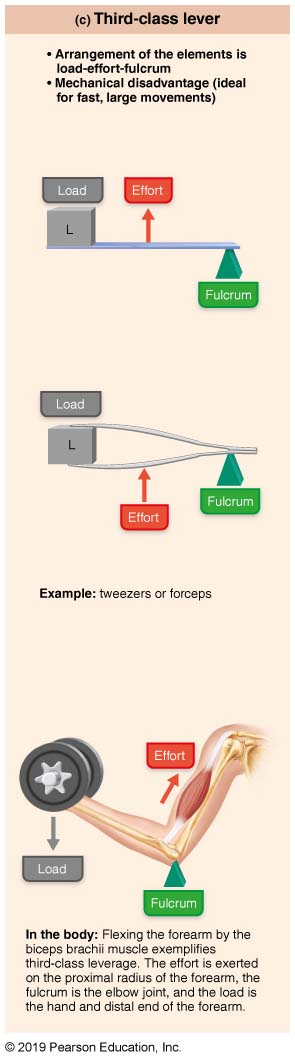 (c) Third-class lever
• Arrangement of the elements is
load-effort-fulcrum
• Mechanical disadvantage (ideal
for fast, large movements)
Load
Effort
L
Fulcrum
Load
L
Effort
Fulcrum
Example: tweezers or forceps
Effort
Load
Fulcrum
In the body: Flexing the forearm by the
biceps brachii muscle exemplifies
third-class leverage. The effort is exerted
on the proximal radius of the forearm, the
fulcrum is the elbow joint, and the load is
the hand and distal end of the forearm.
© 2019 Pearson Education, Inc.